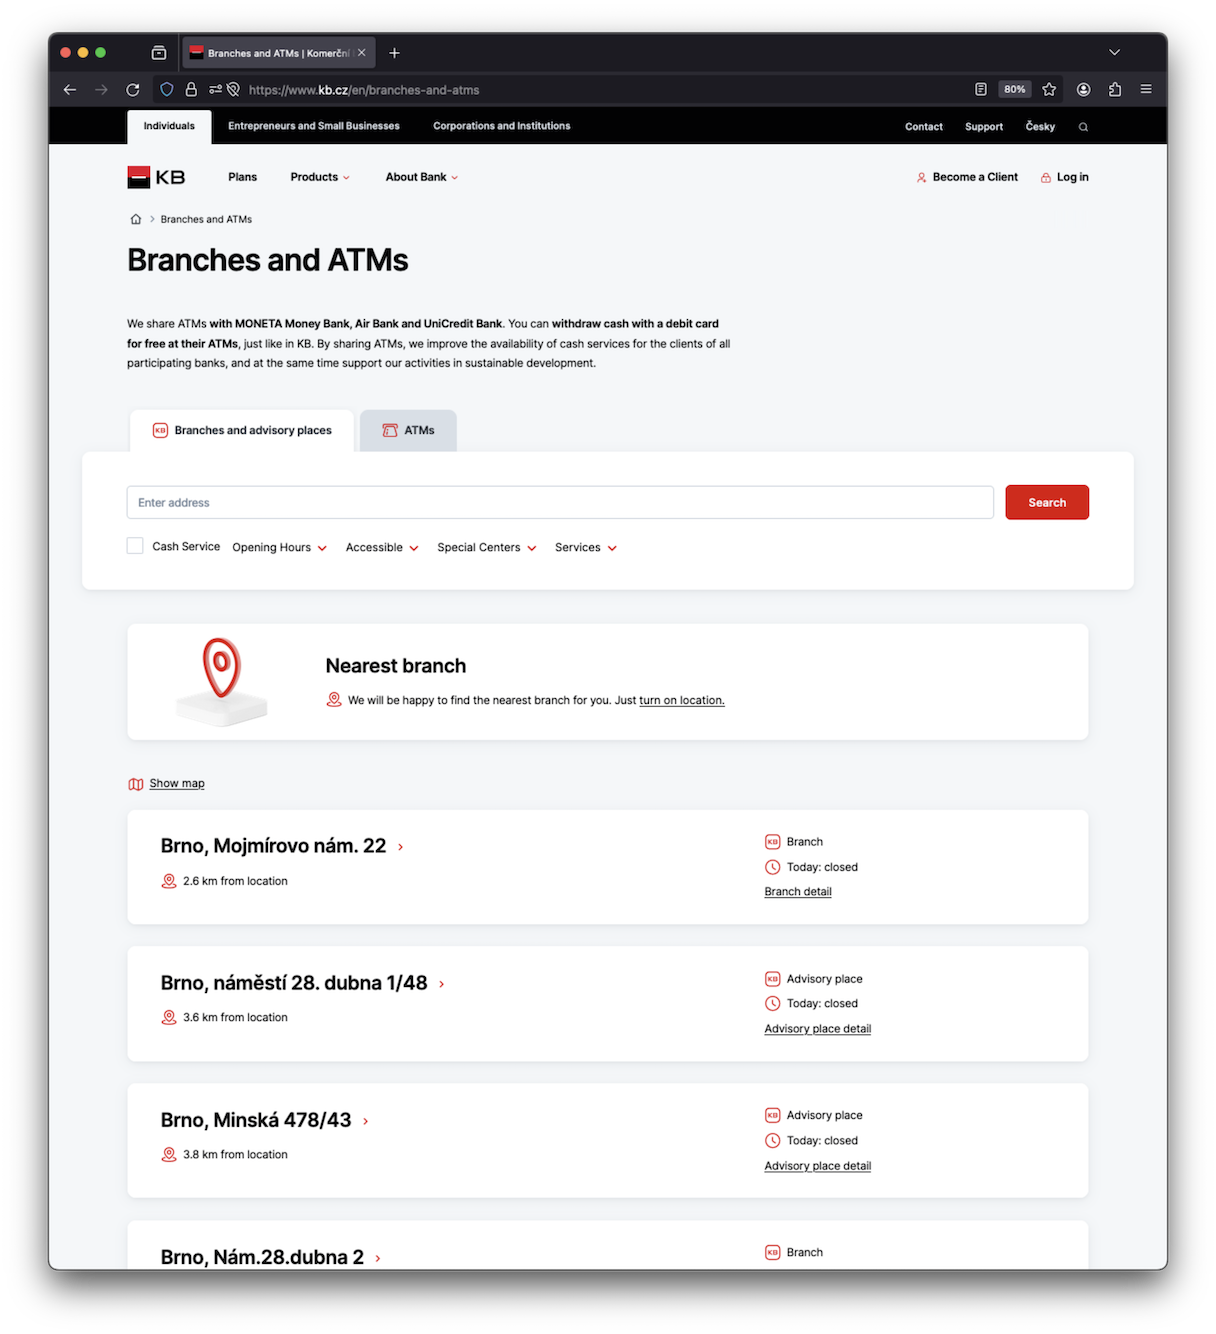 Branches and ATMs | Komerční
https://www.kb.cz/en/branches-and-atms
80%
Individuals
Entrepreneurs and Small Businesses
Corporations and Institutions
Contact
Support
Česky
KB
Plans
Products
About Bank
Become a Client
Log in
Branches and ATMs
Branches and ATMs
We share ATMs with MONETA Money Bank, Air Bank and UniCredit Bank. You can withdraw cash with a debit card
for free at their ATMs, just like in KB. By sharing ATMs, we improve the availability of cash services for the clients of all
participating banks, and at the same time support our activities in sustainable development.
KB Branches and advisory places
ATMs
Enter address
Search
Cash Service
Opening Hours
Accessible
Special Centers
Services
Nearest branch
We will be happy to find the nearest branch for you. Just turn on location.
Show map
Brno, Mojmírovo nám. 22
2.6 km from location
KB Branch
Today: closed
Branch detail
Brno, náměstí 28. dubna 1/48
3.6 km from location
KB Advisory place
Today: closed
Advisory place detail
Brno, Minská 478/43
3.8 km from location
KB Advisory place
Today: closed
Advisory place detail
Brno, Nám.28.dubna 2
KB Branch